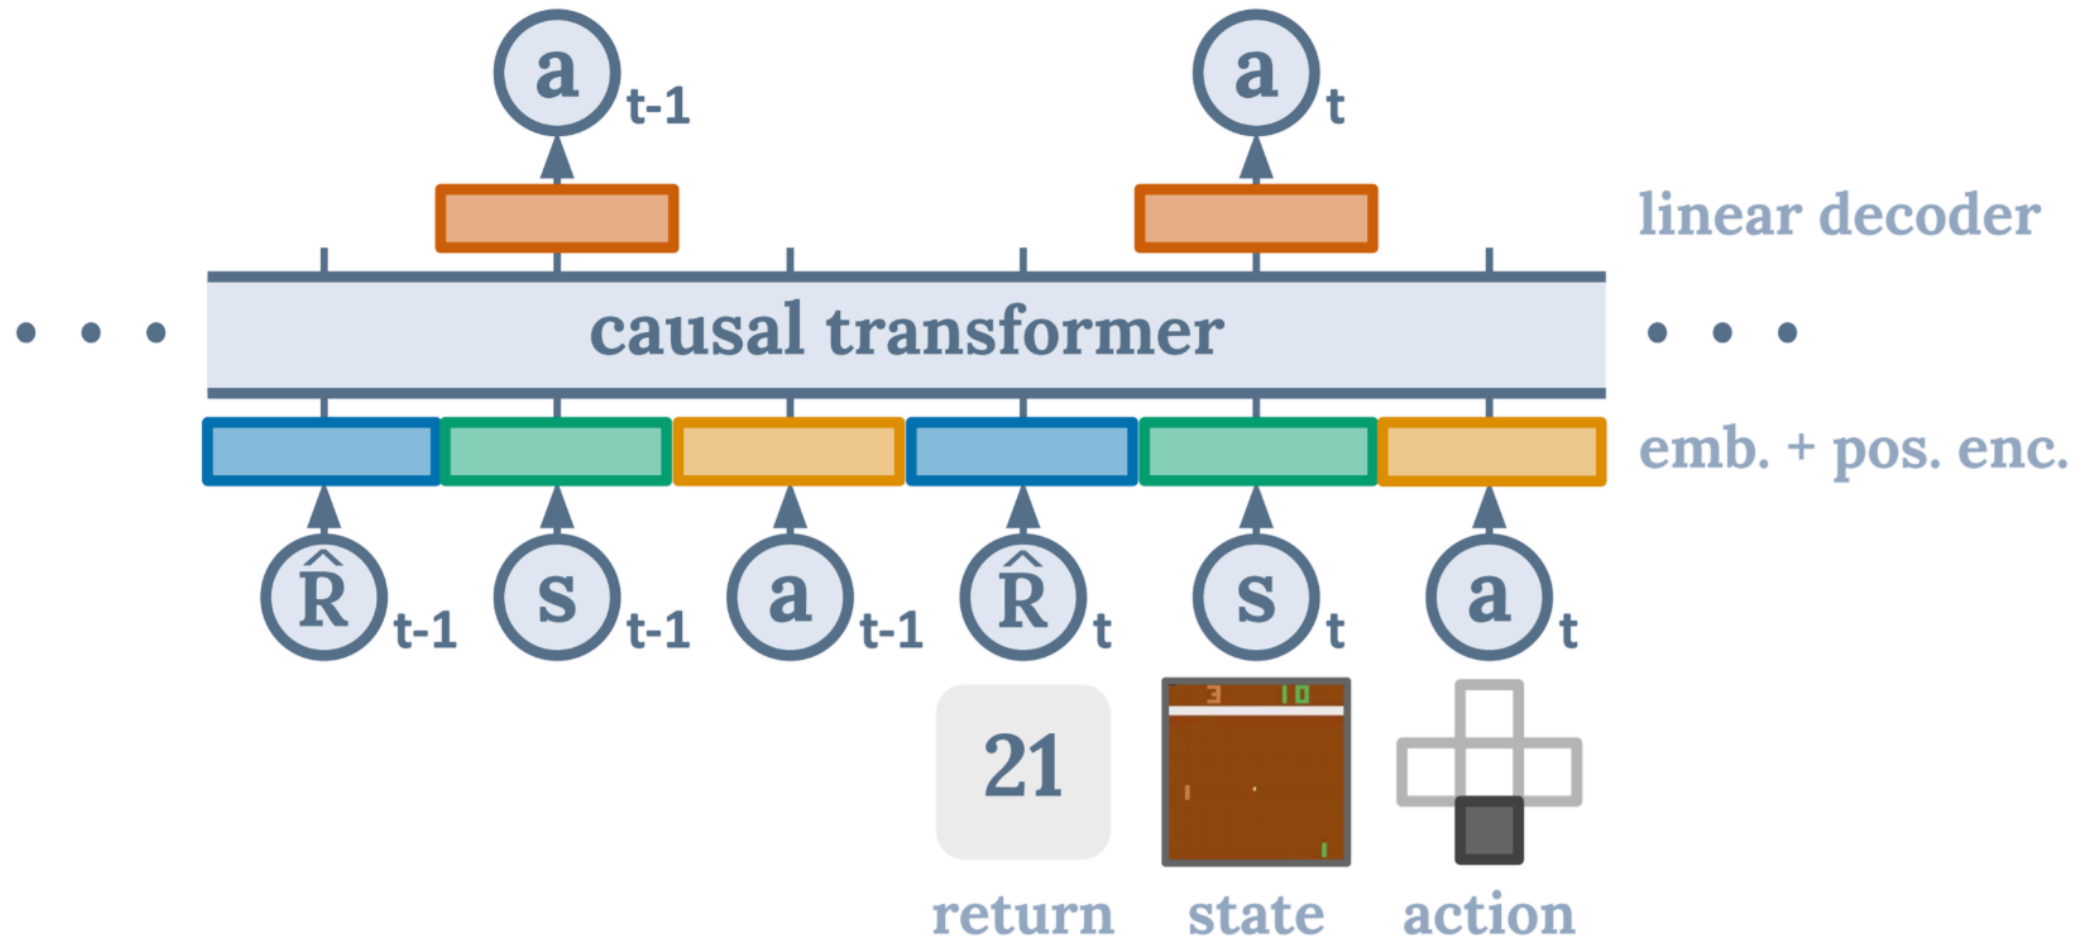 a t-1 a t
linear decoder
causal transformer
emb. + pos. enc.
R̂ t-1 s t-1 a t-1 R̂ t s t a t
3 10
21
return state action